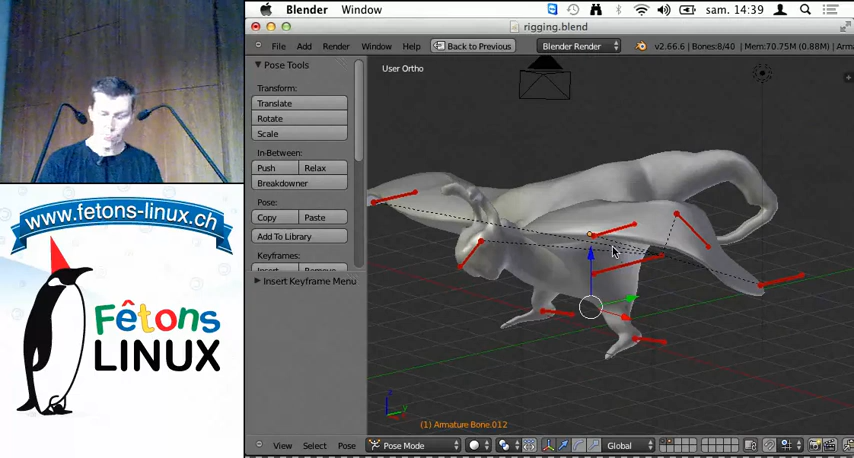 Blender Window
sam. 14:39
rigging.blend
File Add Render Window Help
Back to Previous
Blender Render
v2.66.6 | Bones:8/40 | Mem:70.75M (0.88M) | Arma
Pose Tools
Transform:
Translate
Rotate
Scale
In-Between:
Push Relax
Breakdowner
Pose:
Copy Paste
Add To Library
Keyframes:
Insert Keyframe Menu
User Ortho
(1) Armature Bone.012
View Select Pose
Pose Mode
Global
www.fetons-linux.ch
Fêtons
LINUX